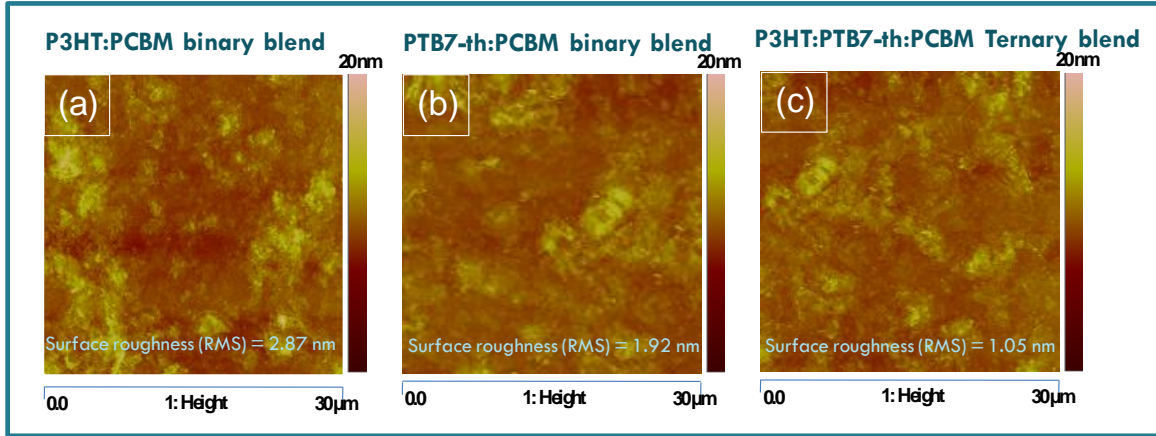 P3HT:PCBM binary blend
20nm
(a)
Surface roughness (RMS) = 2.87 nm
0.0
1: Height
30µm
PTB7-th:PCBM binary blend
20nm
(b)
Surface roughness (RMS) = 1.92 nm
0.0
1: Height
30µm
P3HT:PTB7-th:PCBM Ternary blend
20nm
(c)
Surface roughness (RMS) = 1.05 nm
0.0
1: Height
30µm